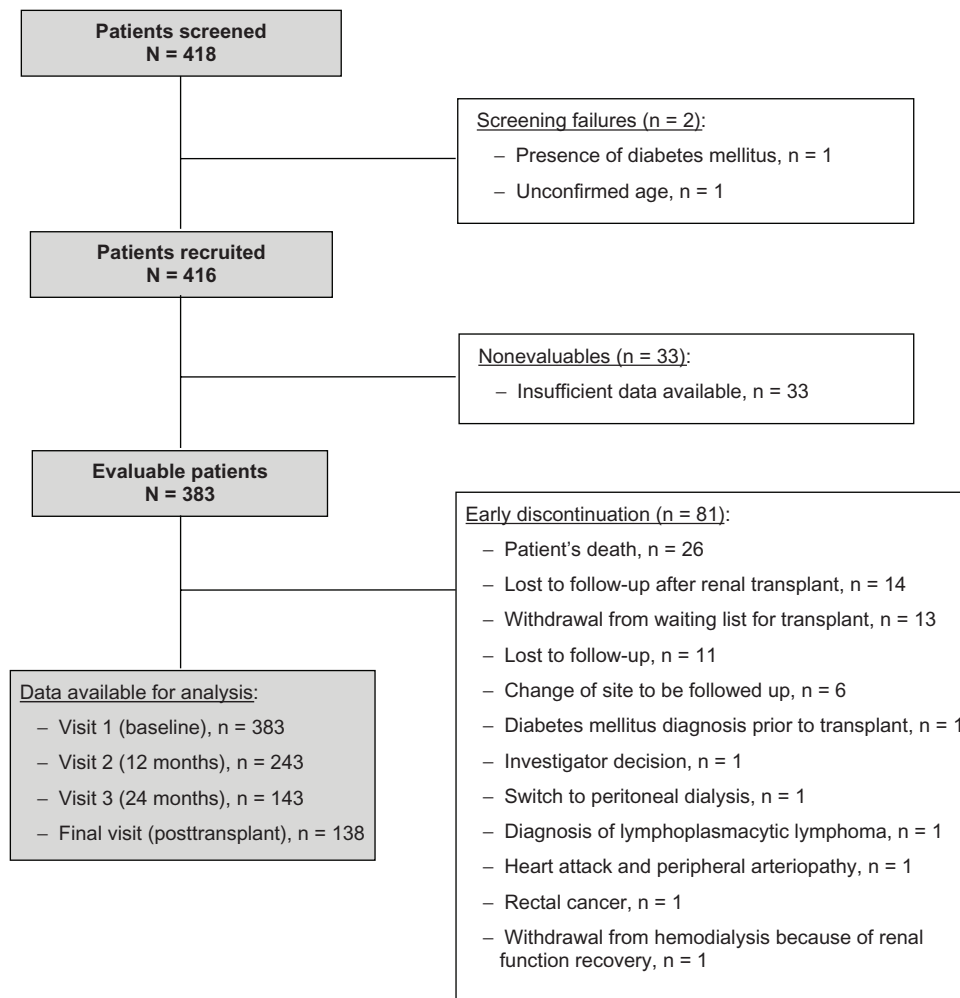 Patients screened
N = 418
Screening failures (n = 2):
– Presence of diabetes mellitus, n = 1
– Unconfirmed age, n = 1
Patients recruited
N = 416
Nonevaluables (n = 33):
– Insufficient data available, n = 33
Evaluable patients
N = 383
Early discontinuation (n = 81):
– Patient's death, n = 26
– Lost to follow-up after renal transplant, n = 14
– Withdrawal from waiting list for transplant, n = 13
– Lost to follow-up, n = 11
– Change of site to be followed up, n = 6
– Diabetes mellitus diagnosis prior to transplant, n = 1
– Investigator decision, n = 1
– Switch to peritoneal dialysis, n = 1
– Diagnosis of lymphoplasmacytic lymphoma, n = 1
– Heart attack and peripheral arteriopathy, n = 1
– Rectal cancer, n = 1
– Withdrawal from hemodialysis because of renal
function recovery, n = 1
Data available for analysis:
– Visit 1 (baseline), n = 383
– Visit 2 (12 months), n = 243
– Visit 3 (24 months), n = 143
– Final visit (posttransplant), n = 138